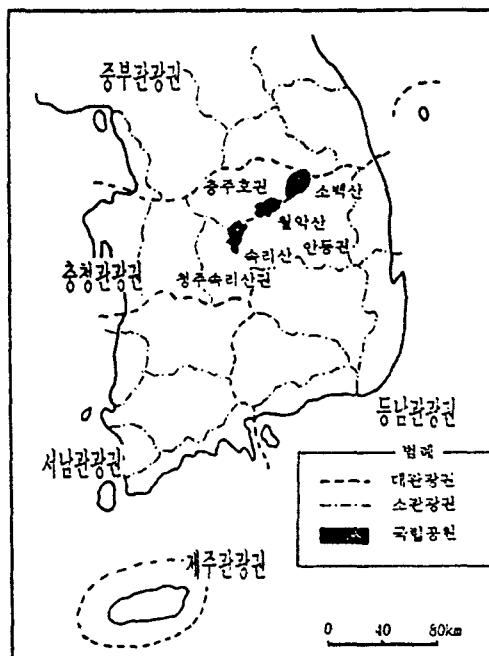 중부관광권
충주호권
소백산
월악산
속리산
안동권
충청관광권
청주속리산권
동남관광권
서남관광권
제주관광권
범례
대관광권
소관광권
국립공원
0 40 80km